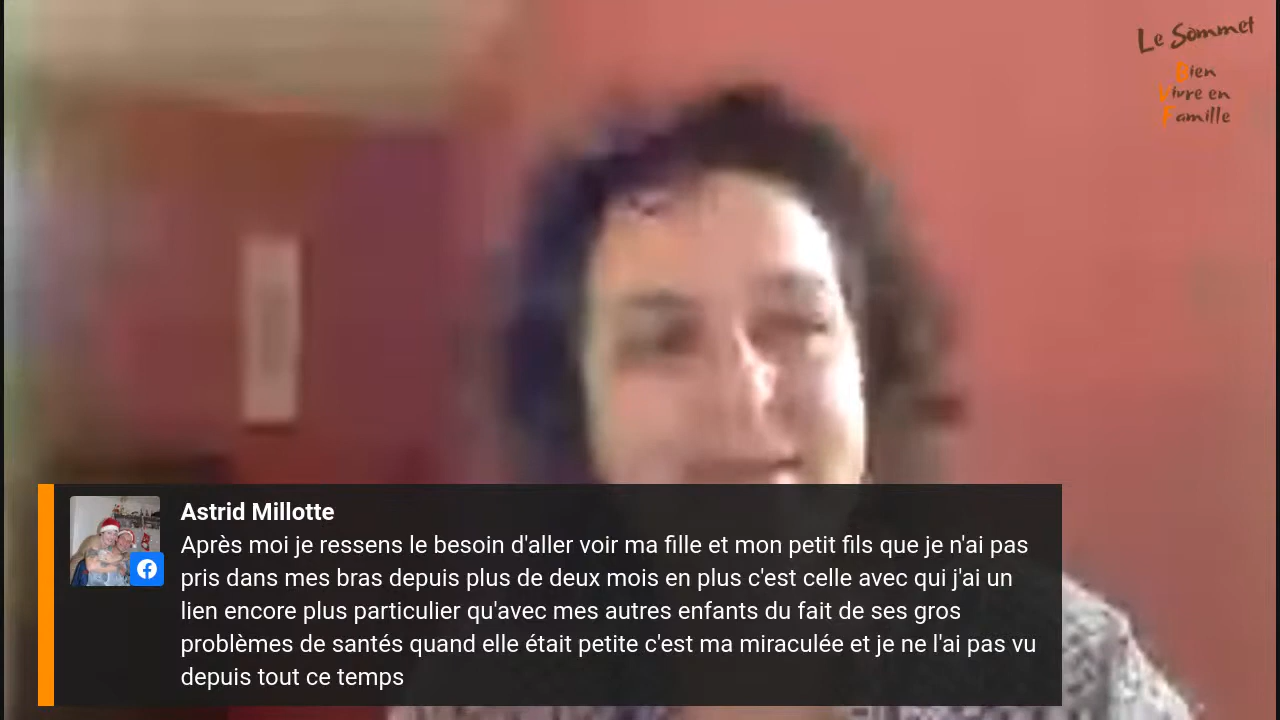 Le Sommet
Bien
Vivre en
Famille
Astrid Millotte
Après moi je ressens le besoin d'aller voir ma fille et mon petit fils que je n'ai pas
pris dans mes bras depuis plus de deux mois en plus c'est celle avec qui j'ai un
lien encore plus particulier qu'avec mes autres enfants du fait de ses gros
problèmes de santés quand elle était petite c'est ma miraculée et je ne l'ai pas vu
depuis tout ce temps